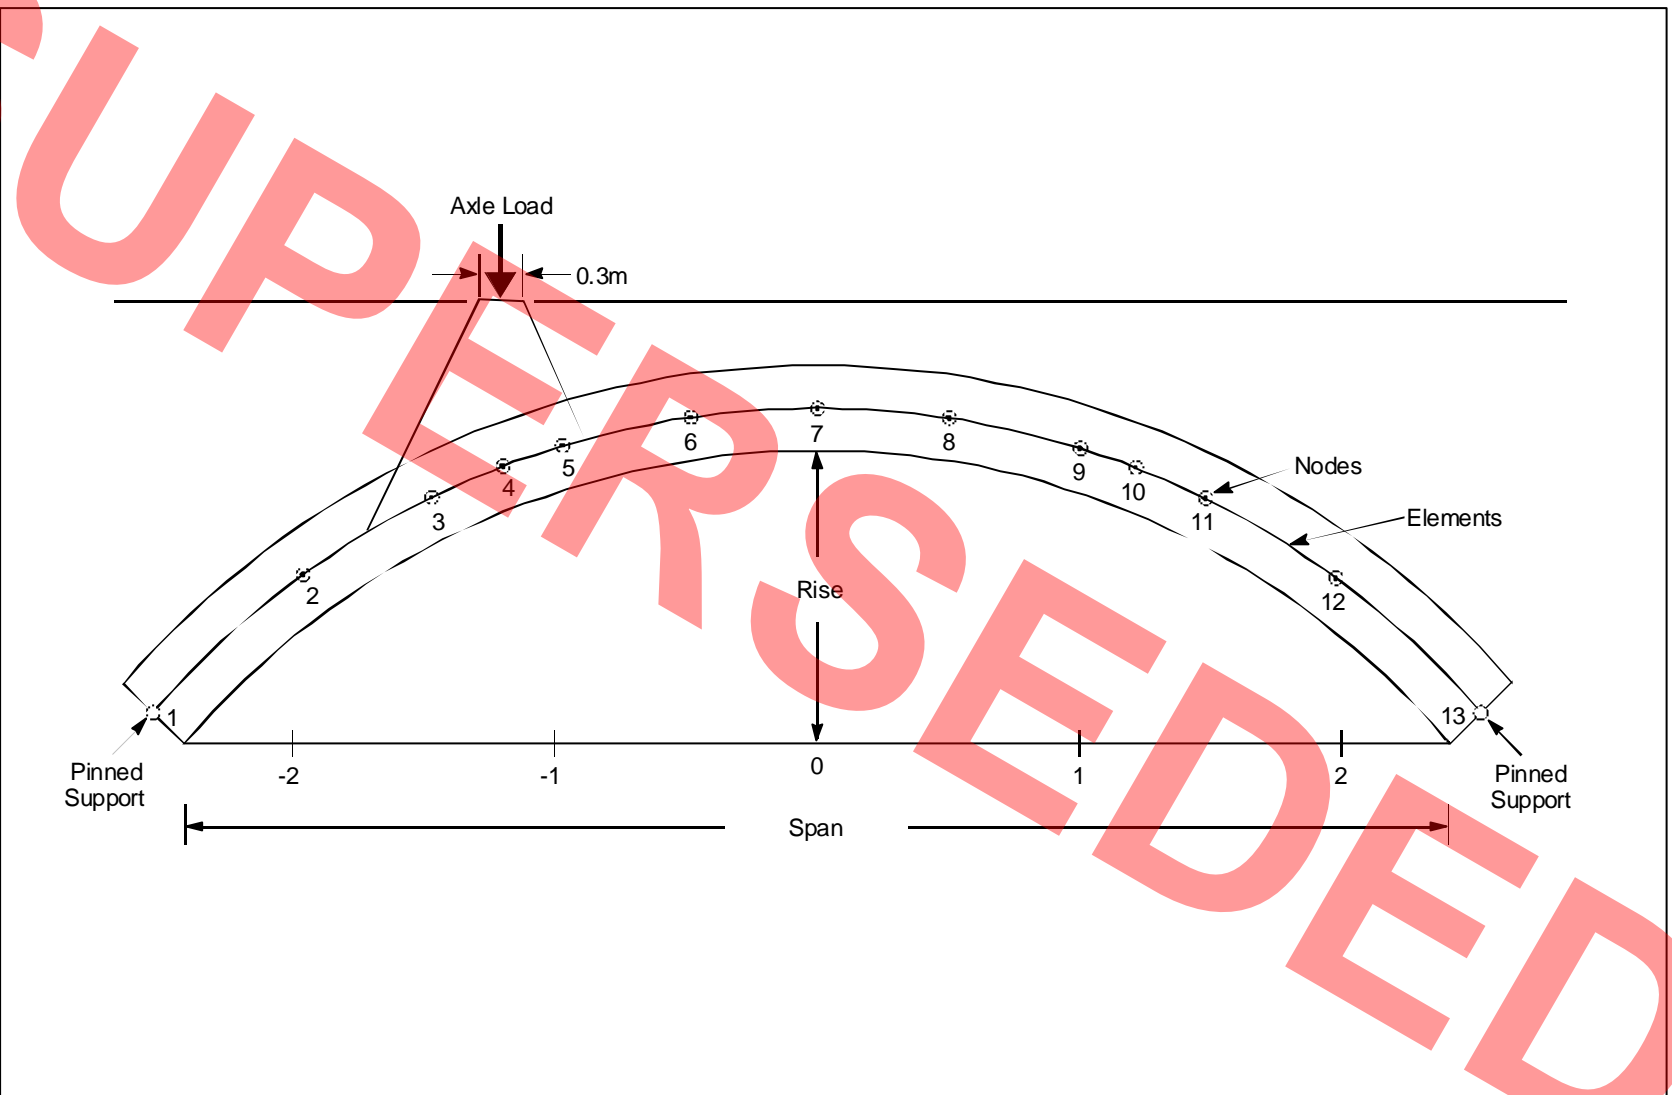 SUPERSEDED
Axle Load
0.3m
1
2
3
4
5
6
7
8
9
10
11
12
13
Nodes
Elements
Rise
Pinned
Support
-2
-1
0
1
2
Pinned
Support
Span